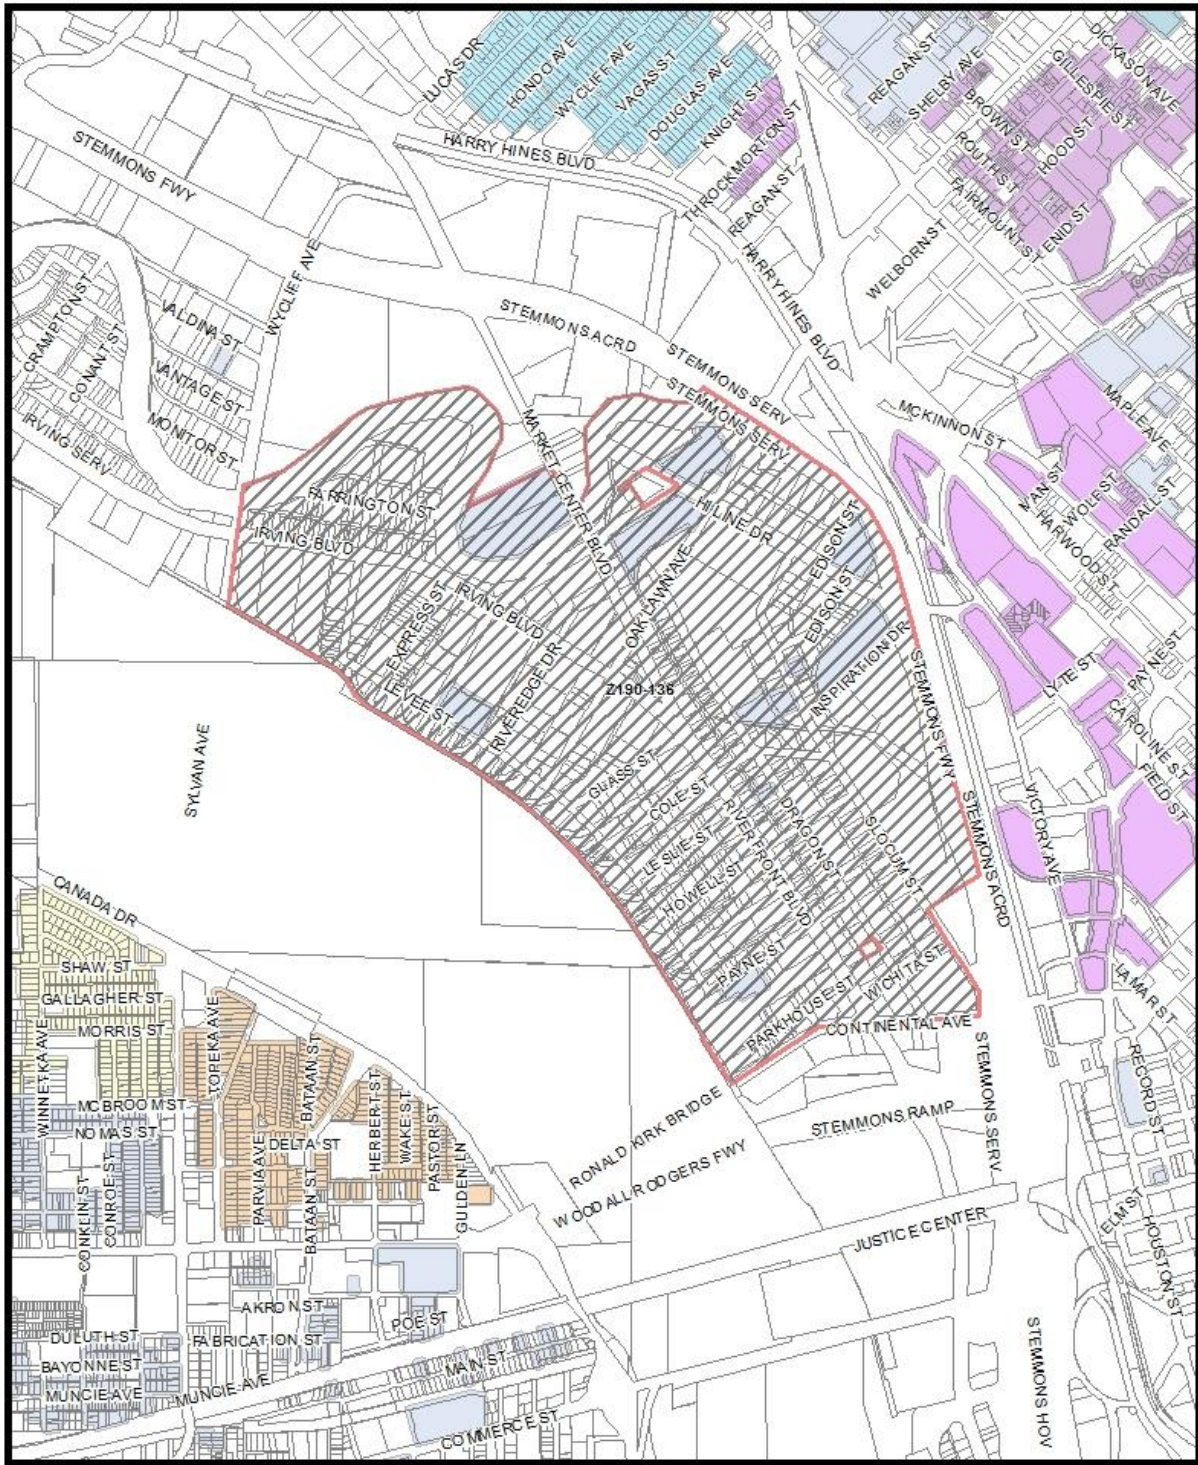 LUCAS DR
HONDO AVE
WYCLIFF AVE
VAGAS ST
DOUGLAS AVE
KNIGHT ST
THROCKMORTON ST
REAGAN ST
HARRY HINES BLVD
REAGAN ST
SHELBY AVE
BROWN ST
ROUTH ST
FAIRMOUNT ST
HOOD ST
GILLESPIE ST
DICKASON AVE
ENID ST
WELBORN ST
HARRY HINES BLVD
STEMMONS FWY
WYCLIFF AVE
CRAMPTON ST
CONANT ST
VALDINA ST
VANTAGE ST
MONITOR ST
IRVING SERV
STEMMONS ACRD
STEMMONS SERV
STEMMONS SERV
MCKINNON ST
MAPLE AVE
IVAN ST
WOLF ST
RANDALL ST
HARWOOD ST
MARKET CENTER BLVD
FARRINGTON ST
IRVING BLVD
HI LINE DR
EDISON ST
EDISON ST
OAK LAWN AVE
IRVING BLVD
EXPRESS ST
LEVEE ST
RIVEREDGE DR
Z190-136
INSPIRATION DR
STEMMONS FWY
LYTE ST
PAYNE ST
CAROLINE ST
FIELD ST
SYLVAN AVE
GLASS ST
COLE ST
LESLIE ST
HOWELL ST
RIVERFRONT BLVD
DRAGON ST
SLOCUM ST
STEMMONS ACRD
VICTORY AVE
PAYNE ST
PARKHOUSE ST
WICHITA ST
CONTINENTAL AVE
LAMAR ST
RECORD ST
CANADA DR
SHAW ST
GALLAGHER ST
MORRIS ST
WINNETKA AVE
TOPEKA AVE
BATAAN ST
MCBROOM ST
NOMAS ST
DELTA ST
HERBERT ST
WAKE ST
PASTOR ST
GULDEN LN
CONKLIN ST
CONROE ST
PARVIA AVE
BATAAN ST
RONALD KIRK BRIDGE
WOODALL RODGERS FWY
STEMMONS RAMP
STEMMONS SERV
JUSTICE CENTER
ELM ST
HOUSTON ST
AKRON ST
FABRICATION ST
POE ST
DULUTH ST
BAYONNE ST
MUNCIE AVE
MUNCIE AVE
MAIN ST
COMMERCE ST
STEMMONS HOV